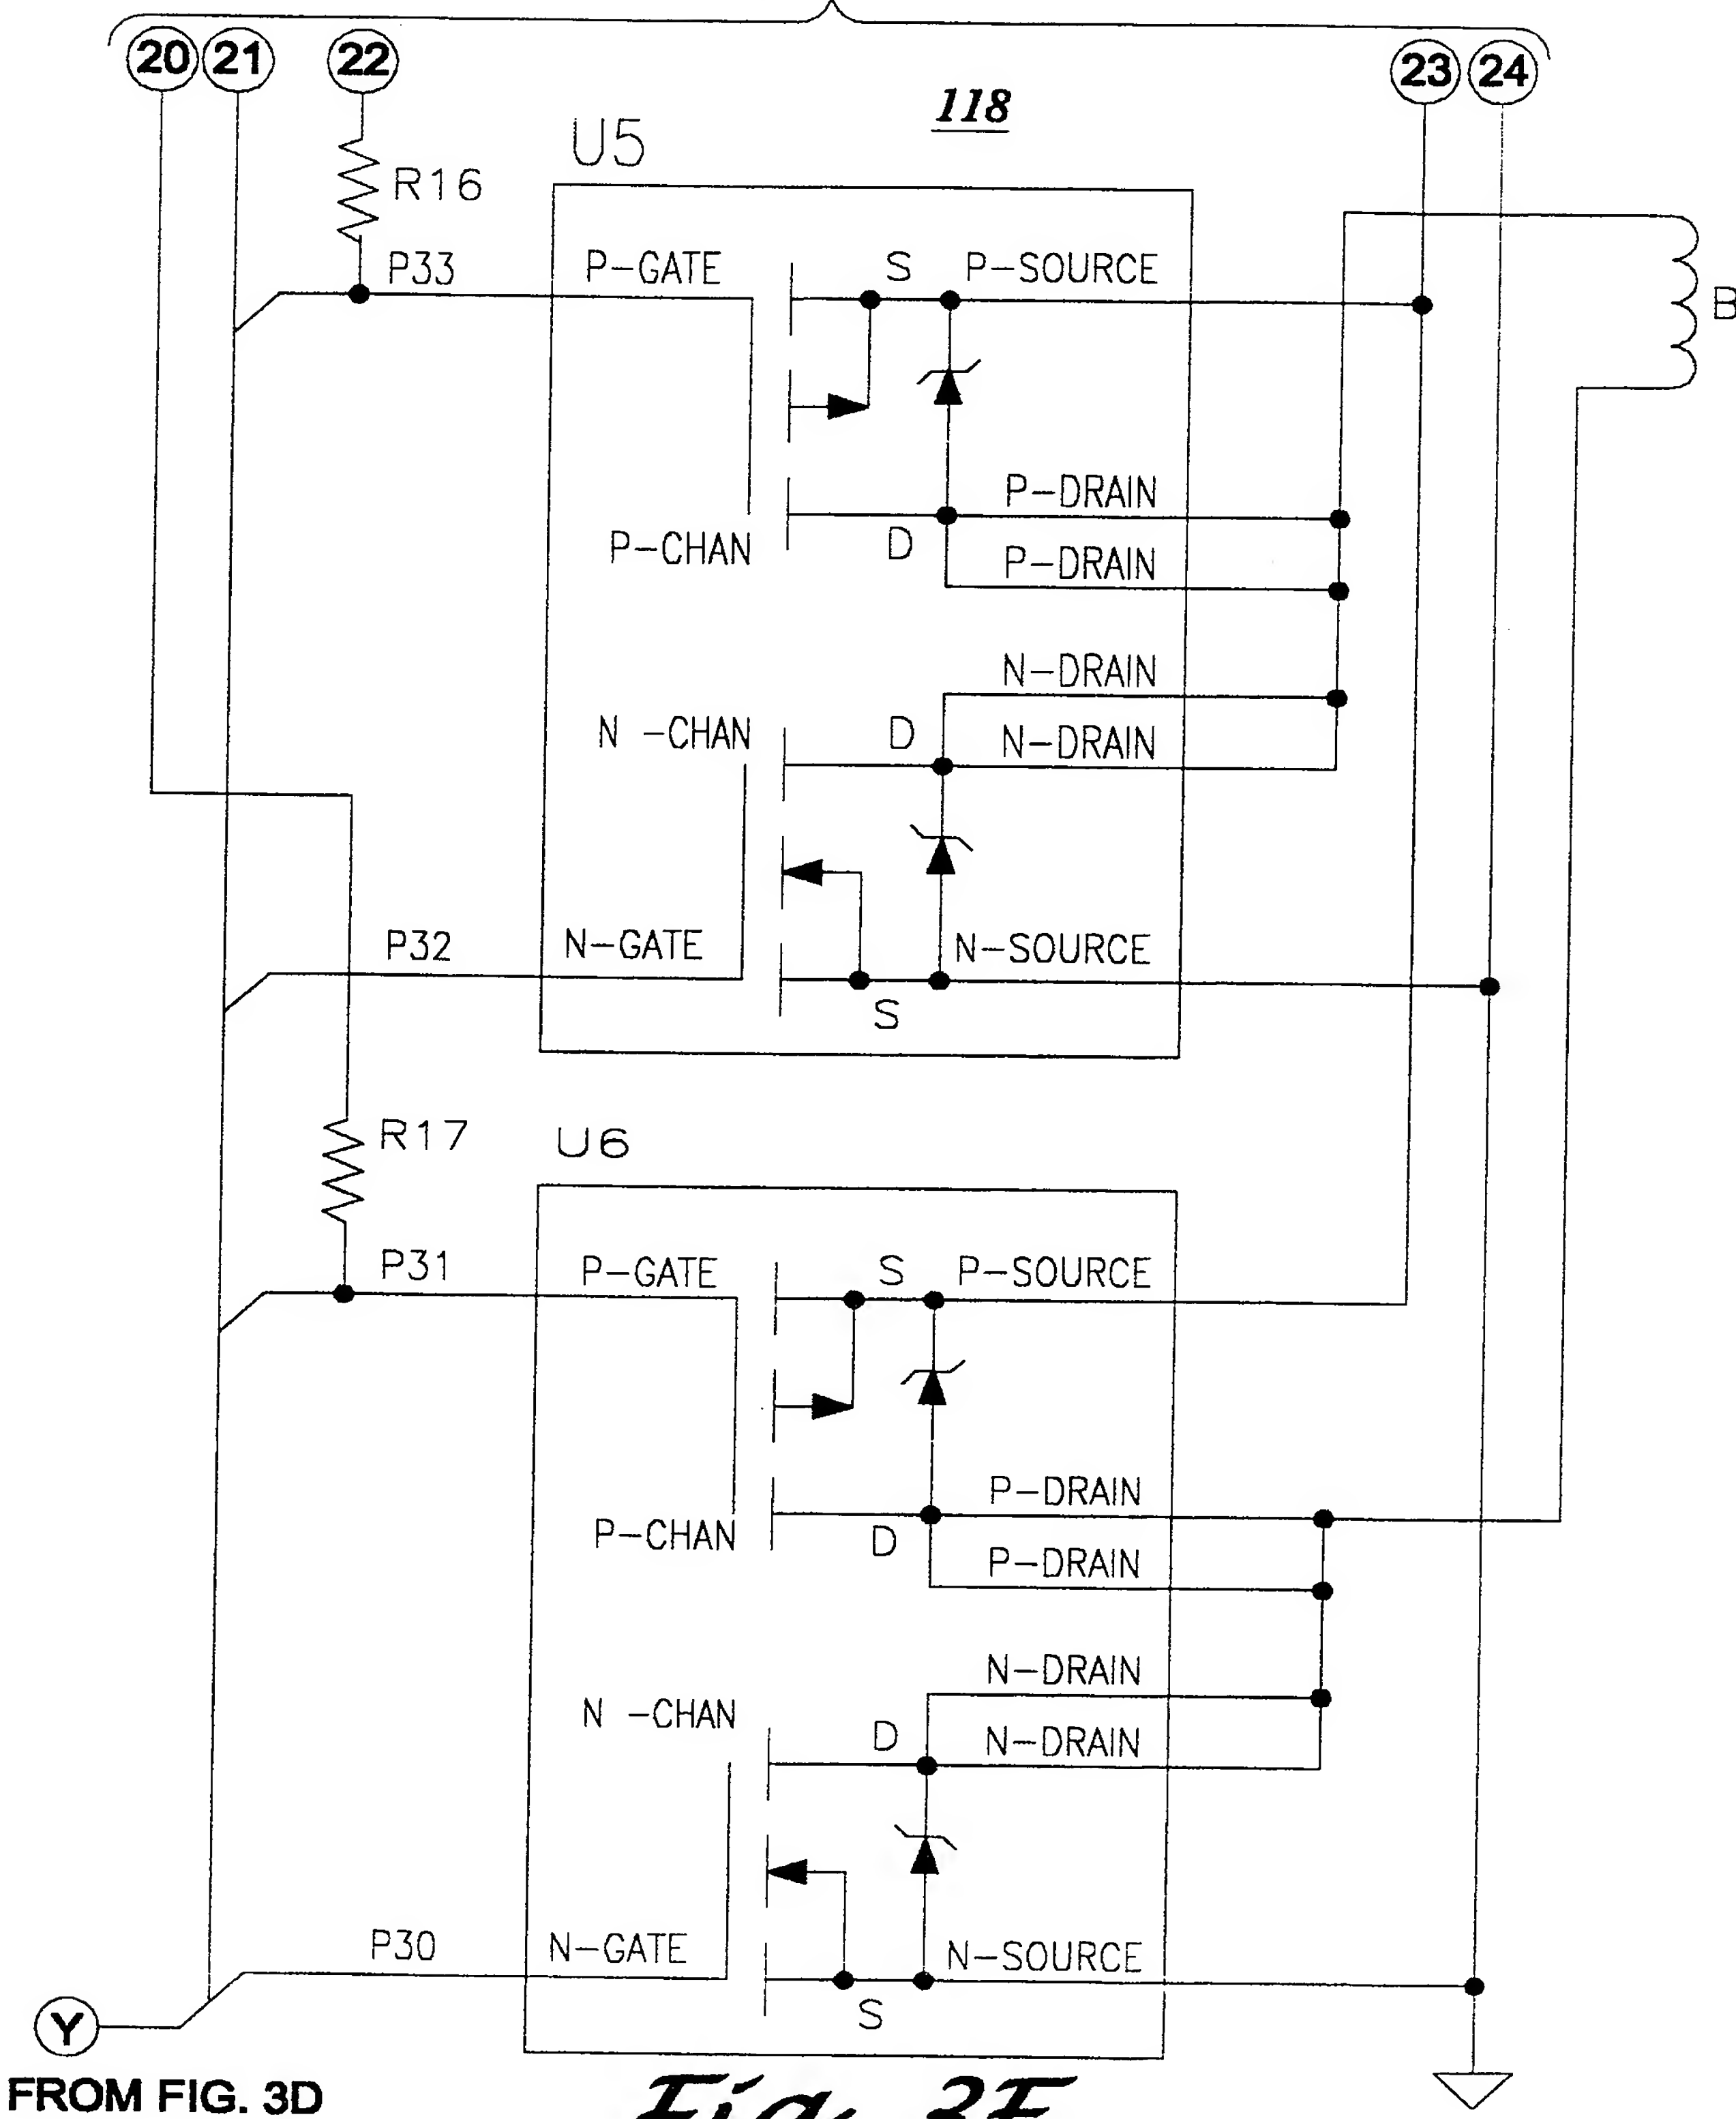 20 21 22 23 24
118
U5
R16
P33 P-GATE S P-SOURCE
B
P-DRAIN
P-CHAN D P-DRAIN
N-DRAIN
N -CHAN D N-DRAIN
P32 N-GATE N-SOURCE
S
R17 U6
P31 P-GATE S P-SOURCE
P-DRAIN
P-CHAN D P-DRAIN
N-DRAIN
N -CHAN D N-DRAIN
P30 N-GATE N-SOURCE
S
Y
FROM FIG. 3D